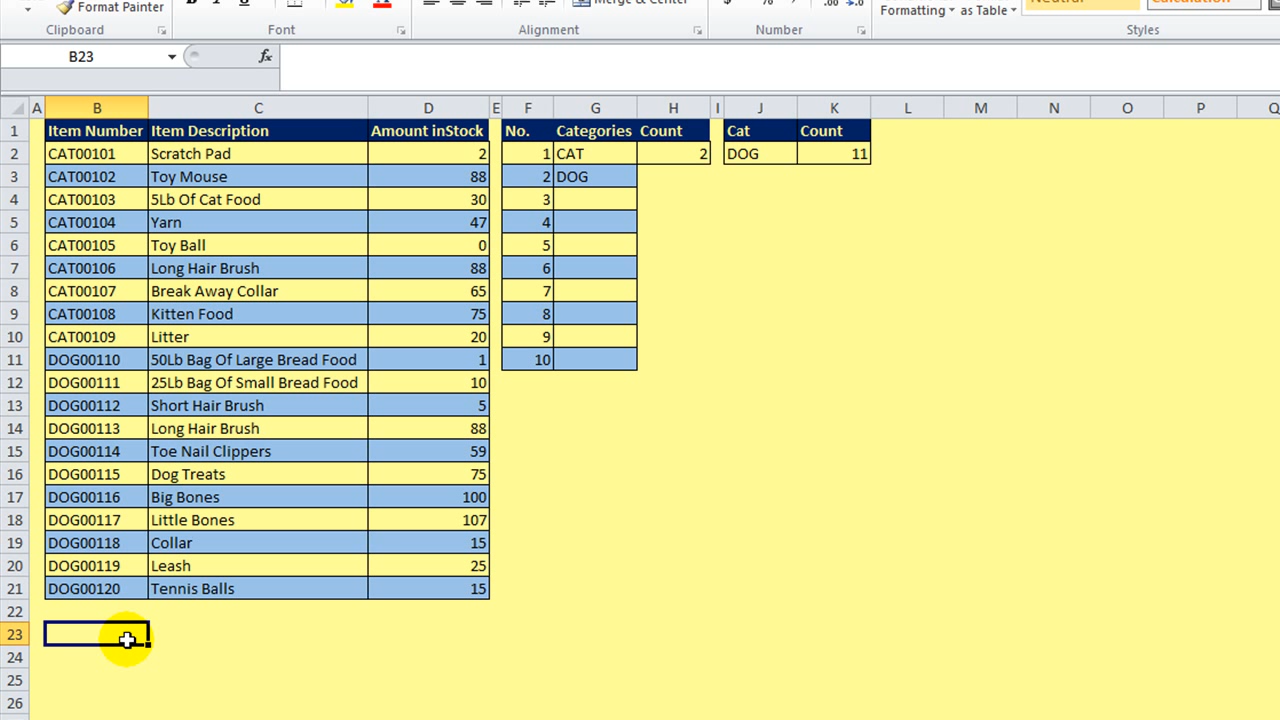 Format Painter
Merge & Center
$ % , .00 .0
Formatting as Table
Neutral Calculation
Clipboard Font Alignment Number Styles
B23 fx
A B C D E F G H I J K L M N O P Q
1 Item Number Item Description Amount inStock No. Categories Count Cat Count
2 CAT00101 Scratch Pad 2 1 CAT 2 DOG 11
3 CAT00102 Toy Mouse 88 2 DOG
4 CAT00103 5Lb Of Cat Food 30 3
5 CAT00104 Yarn 47 4
6 CAT00105 Toy Ball 0 5
7 CAT00106 Long Hair Brush 88 6
8 CAT00107 Break Away Collar 65 7
9 CAT00108 Kitten Food 75 8
10 CAT00109 Litter 20 9
11 DOG00110 50Lb Bag Of Large Bread Food 1 10
12 DOG00111 25Lb Bag Of Small Bread Food 10
13 DOG00112 Short Hair Brush 5
14 DOG00113 Long Hair Brush 88
15 DOG00114 Toe Nail Clippers 59
16 DOG00115 Dog Treats 75
17 DOG00116 Big Bones 100
18 DOG00117 Little Bones 107
19 DOG00118 Collar 15
20 DOG00119 Leash 25
21 DOG00120 Tennis Balls 15
22
23
24
25
26